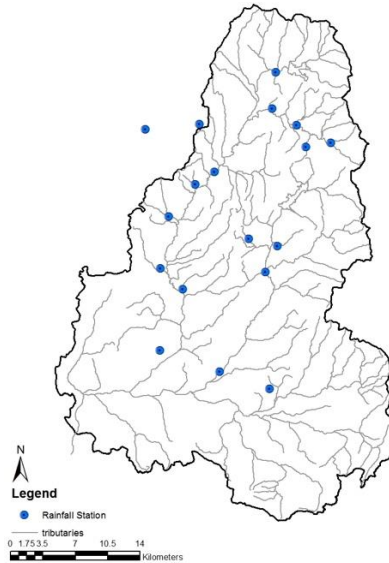 N
Legend
Rainfall Station
tributaries
0 1.75 3.5 7 10.5 14
Kilometers